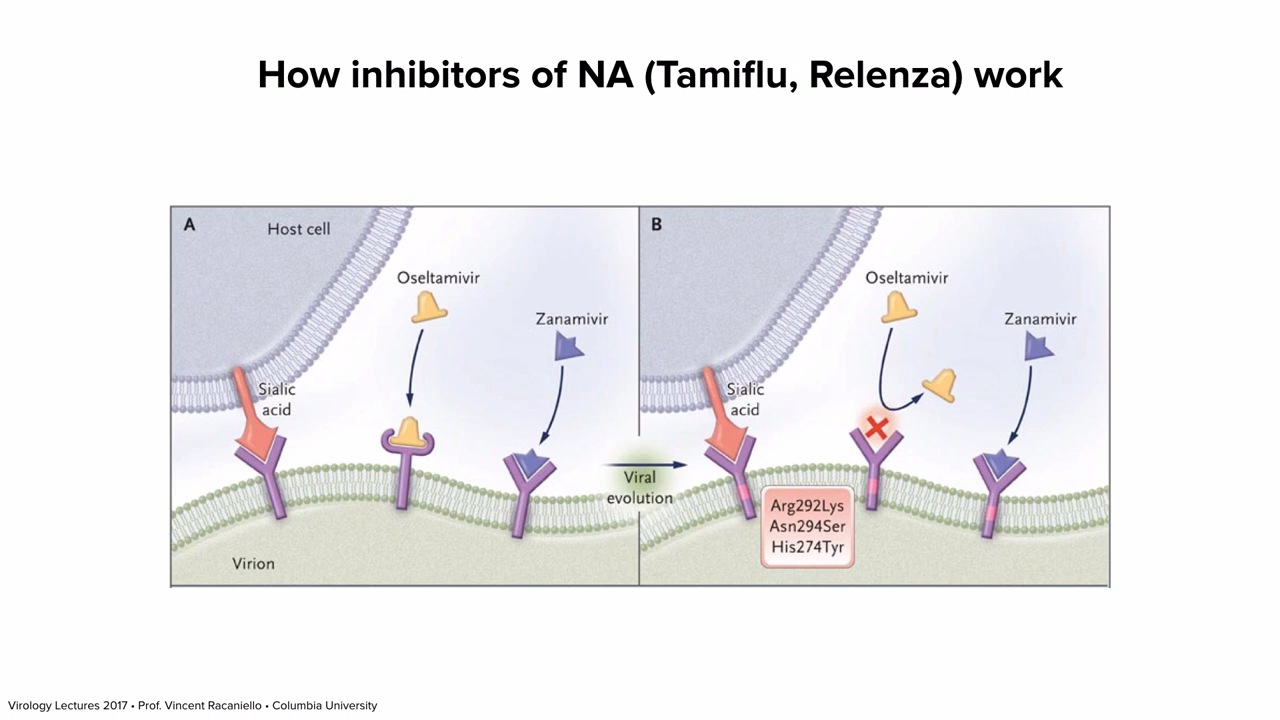 How inhibitors of NA (Tamiflu, Relenza) work
A
Host cell
Oseltamivir
Zanamivir
Sialic
acid
Virion
Viral
evolution
B
Oseltamivir
Zanamivir
Sialic
acid
Arg292Lys
Asn294Ser
His274Tyr
Virology Lectures 2017 • Prof. Vincent Racaniello • Columbia University